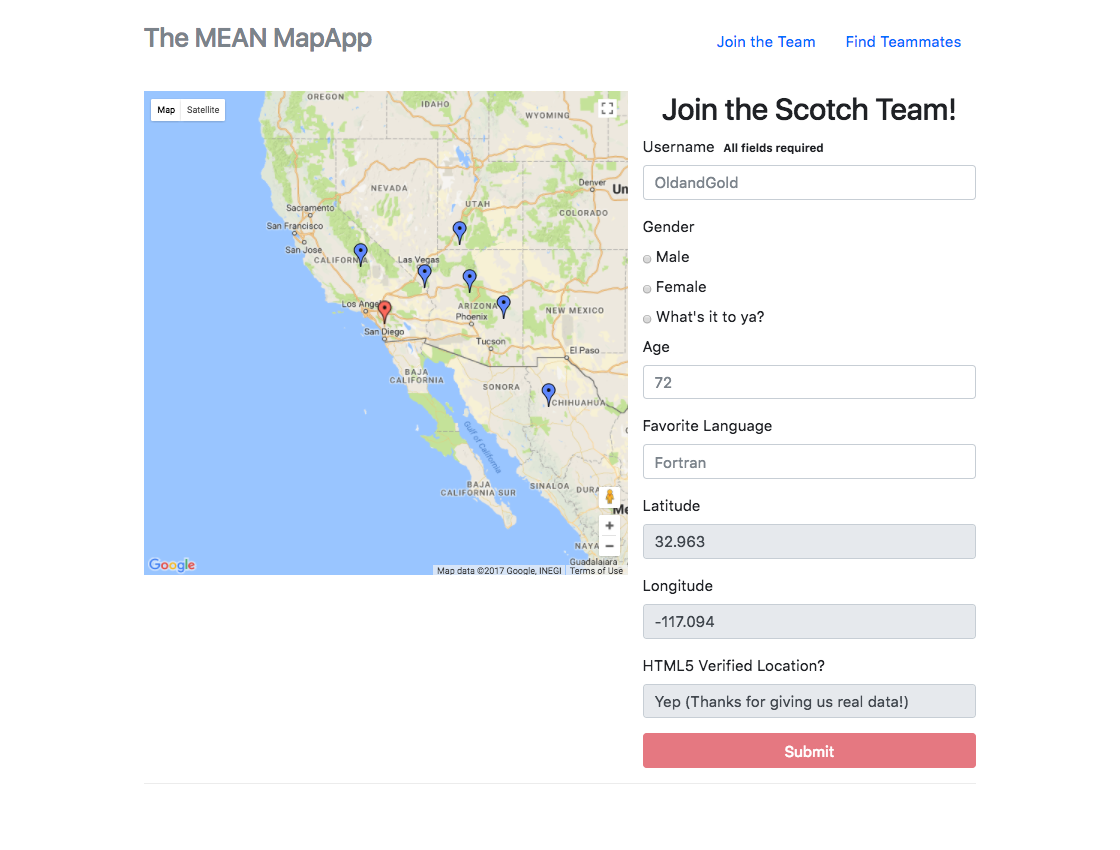 The MEAN MapApp
Join the Team
Find Teammates
Map
Satellite
OREGON
IDAHO
WYOMING
NEVADA
UTAH
Denver
Un
COLORADO
Sacramento
San Francisco
San Jose
CALIFORNIA
Las Vegas
Los Angel
ARIZONA
Phoenix
NEW MEXICO
San Diego
Tucson
El Paso
BAJA
CALIFORNIA
SONORA
CHIHUAHUA
Gulf of California
BAJA
CALIFORNIA SUR
SINALOA
DURA
Me
NAYA
Guadalajara
+
−
Google
Map data ©2017 Google, INEGI
Terms of Use
Join the Scotch Team!
Username All fields required
OldandGold
Gender
Male
Female
What's it to ya?
Age
72
Favorite Language
Fortran
Latitude
32.963
Longitude
-117.094
HTML5 Verified Location?
Yep (Thanks for giving us real data!)
Submit